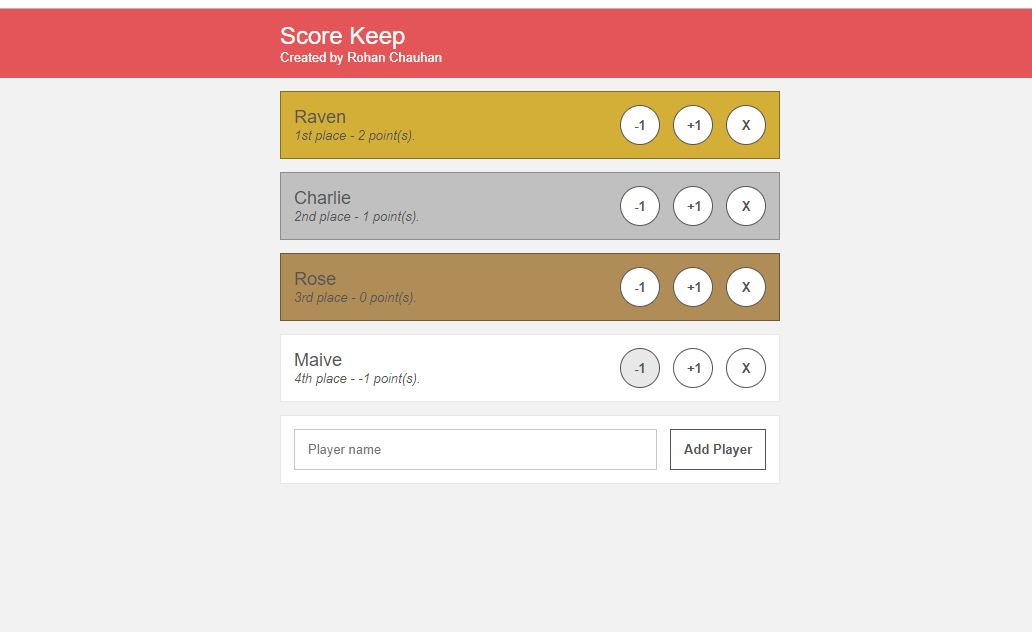 Score Keep
Created by Rohan Chauhan
Raven
1st place - 2 point(s).
-1 +1 X
Charlie
2nd place - 1 point(s).
-1 +1 X
Rose
3rd place - 0 point(s).
-1 +1 X
Maive
4th place - -1 point(s).
-1 +1 X
Player name Add Player